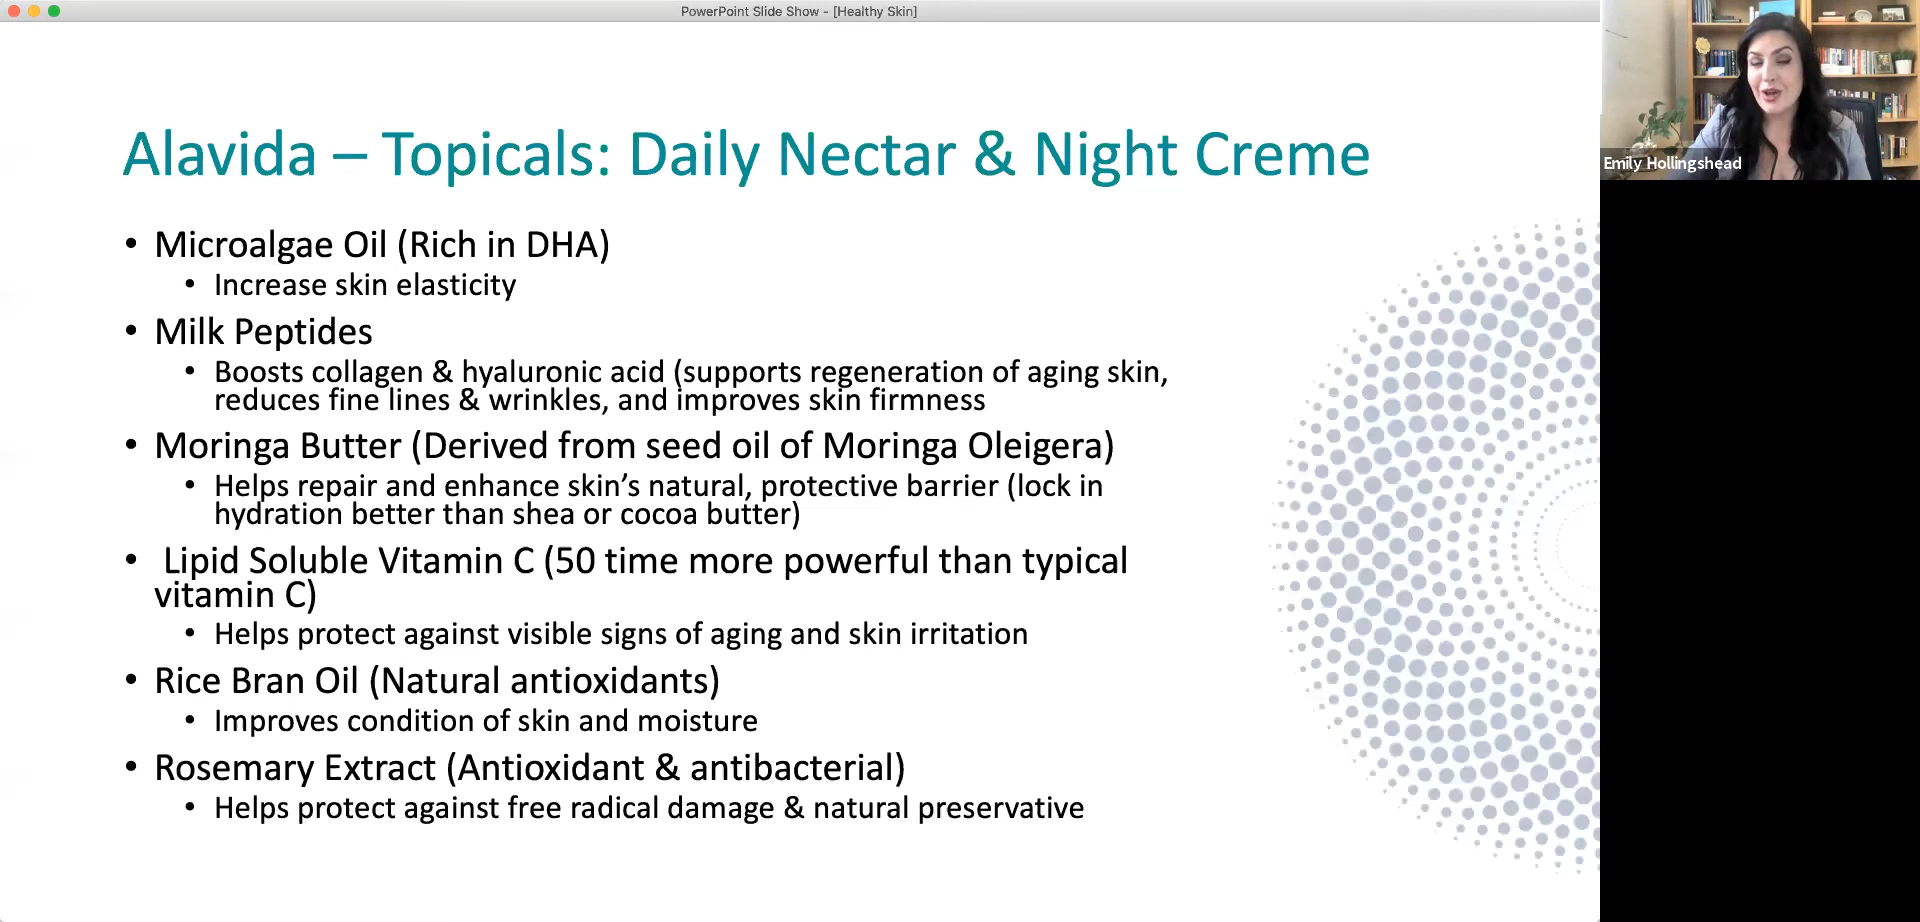 PowerPoint Slide Show - [Healthy Skin]
Alavida – Topicals: Daily Nectar & Night Creme
• Microalgae Oil (Rich in DHA)
• Increase skin elasticity
• Milk Peptides
• Boosts collagen & hyaluronic acid (supports regeneration of aging skin,
reduces fine lines & wrinkles, and improves skin firmness
• Moringa Butter (Derived from seed oil of Moringa Oleigera)
• Helps repair and enhance skin’s natural, protective barrier (lock in
hydration better than shea or cocoa butter)
• Lipid Soluble Vitamin C (50 time more powerful than typical
vitamin C)
• Helps protect against visible signs of aging and skin irritation
• Rice Bran Oil (Natural antioxidants)
• Improves condition of skin and moisture
• Rosemary Extract (Antioxidant & antibacterial)
• Helps protect against free radical damage & natural preservative
Emily Hollingshead